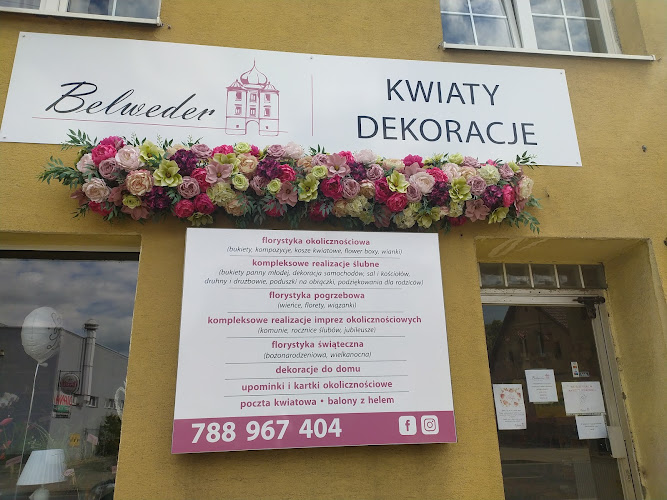 Belweder
KWIATY
DEKORACJE
florystyka okolicznościowa
(bukiety, kompozycje, kosze kwiatowe, flower boxy, wianki)
kompleksowe realizacje ślubne
(bukiety panny młodej, dekoracja samochodów, sal i kościołów,
druhny i drużbowie, poduszki na obrączki, podziękowania dla rodziców)
florystyka pogrzebowa
(wieńce, florety, wiązanki)
kompleksowe realizacje imprez okolicznościowych
(komunie, rocznice ślubów, jubileusze)
florystyka świąteczna
(bożonarodzeniowa, wielkanocna)
dekoracje do domu
upominki i kartki okolicznościowe
poczta kwiatowa • balony z helem
788 967 404